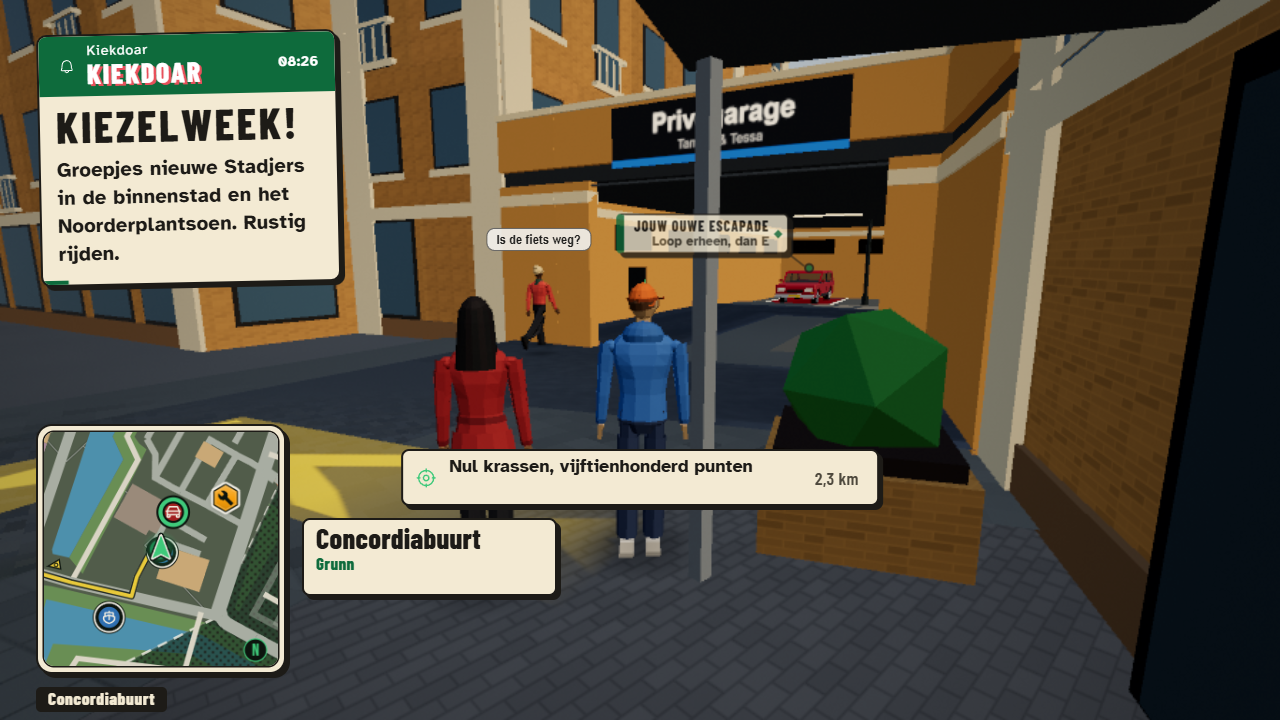 Kiekdoar
KIEKDOAR
08:26
KIEZELWEEK!
Groepjes nieuwe Stadjers
in de binnenstad en het
Noorderplantsoen. Rustig
rijden.
Is de fiets weg?
JOUW OUWE ESCAPADE
Loop erheen, dan E
& Tessa
Nul krassen, vijftienhonderd punten
2,3 km
Concordiabuurt
Grunn
N
Concordiabuurt